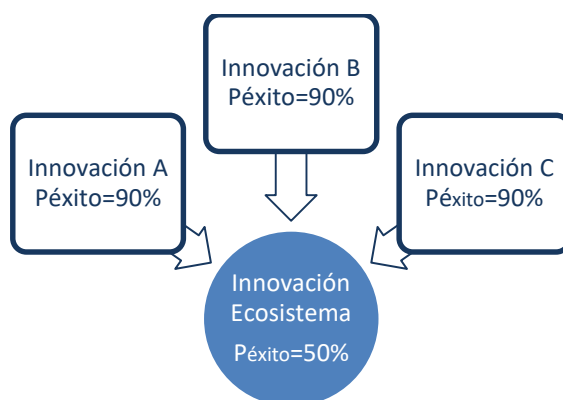 Innovación B
Péxito=90%
Innovación A
Péxito=90%
Innovación C
Péxito=90%
Innovación
Ecosistema
Péxito=50%